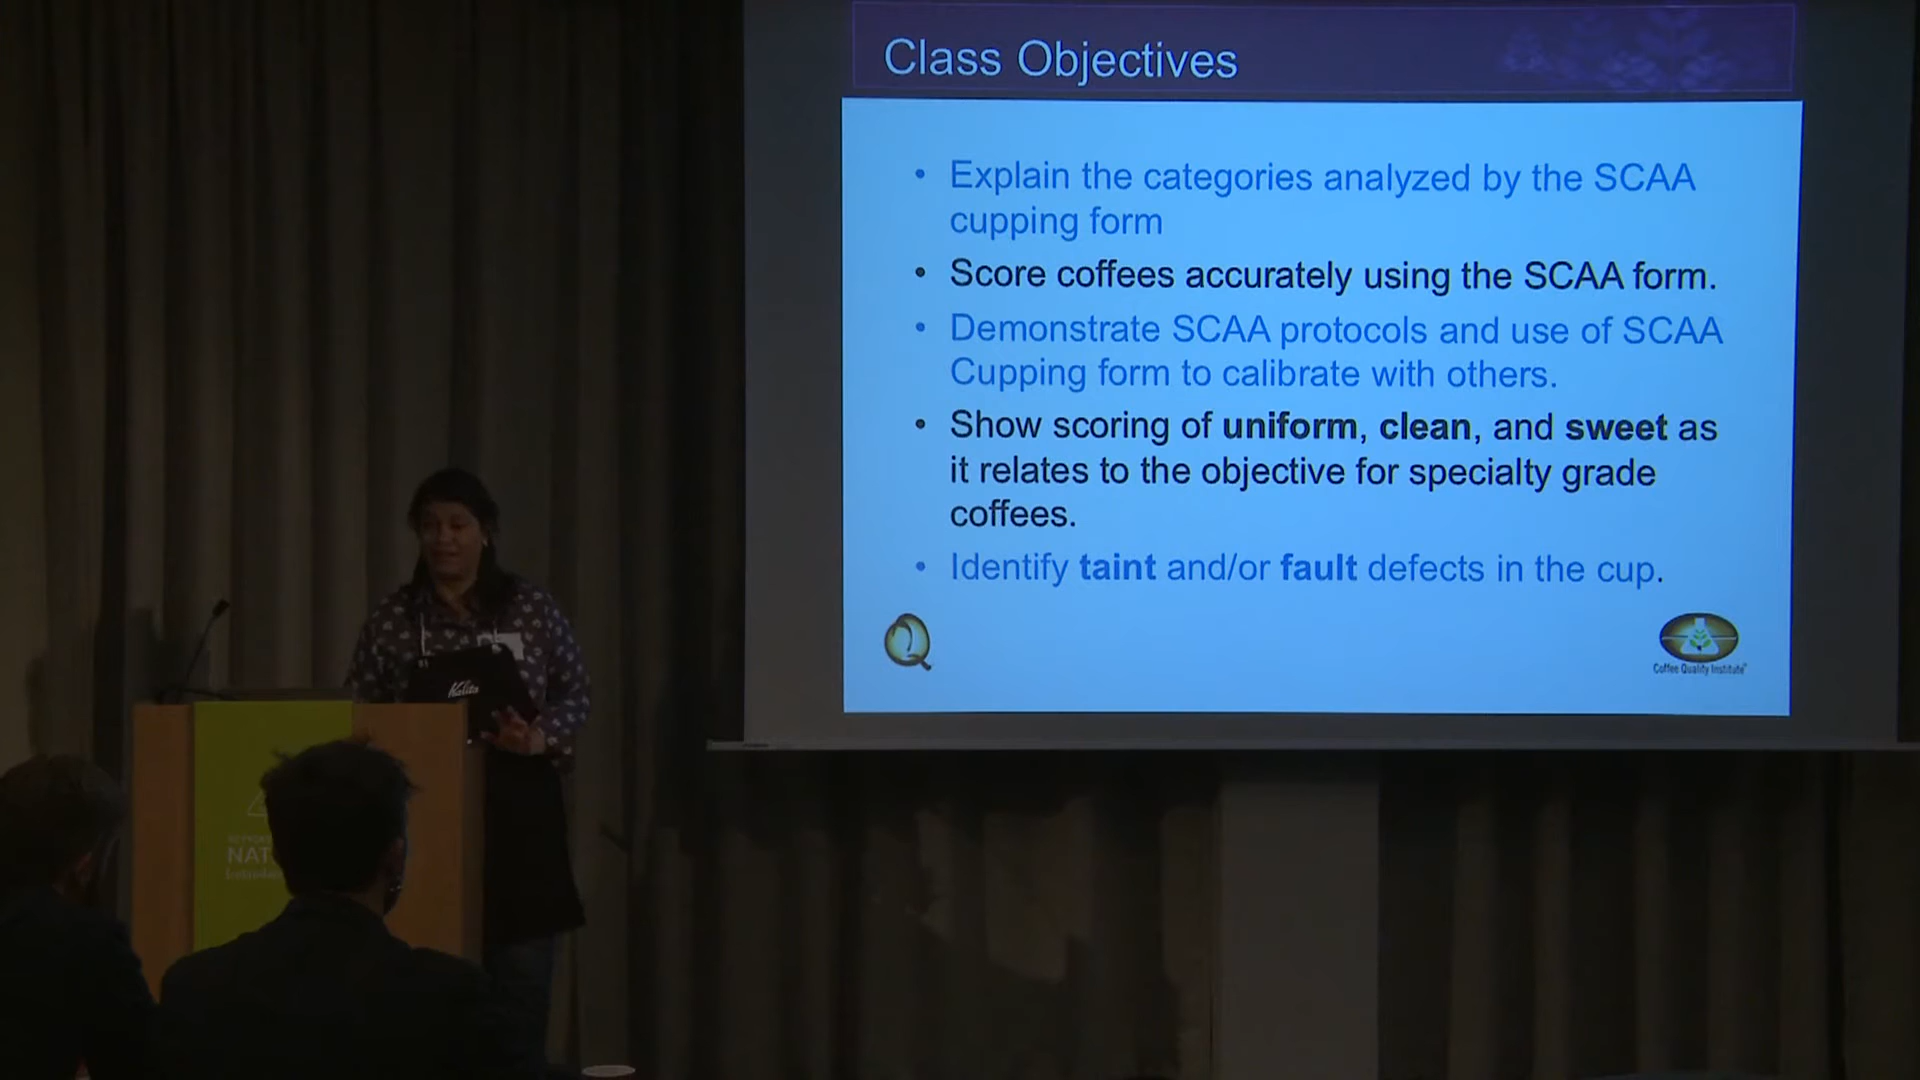 Class Objectives
• Explain the categories analyzed by the SCAA
cupping form
• Score coffees accurately using the SCAA form.
• Demonstrate SCAA protocols and use of SCAA
Cupping form to calibrate with others.
• Show scoring of uniform, clean, and sweet as
it relates to the objective for specialty grade
coffees.
• Identify taint and/or fault defects in the cup.
Coffee Quality Institute
Kalita
NAT